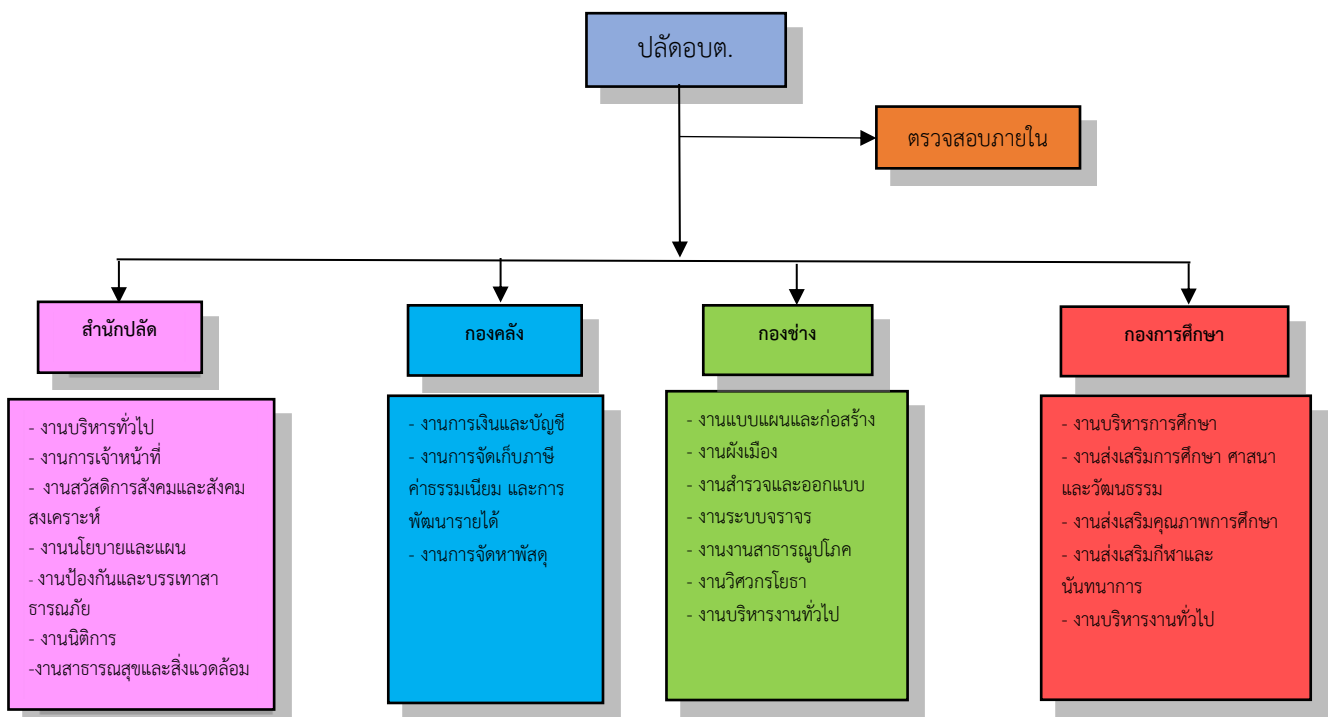 ปลัดอบต.
ตรวจสอบภายใน
สำนักปลัด
- งานบริหารทั่วไป
- งานการเจ้าหน้าที่
- งานสวัสดิการสังคมและสังคม
สงเคราะห์
- งานนโยบายและแผน
- งานป้องกันและบรรเทาสา
ธารณภัย
- งานนิติการ
-งานสาธารณสุขและสิ่งแวดล้อม
กองคลัง
- งานการเงินและบัญชี
- งานการจัดเก็บภาษี
ค่าธรรมเนียม และการ
พัฒนารายได้
- งานการจัดหาพัสดุ
กองช่าง
- งานแบบแผนและก่อสร้าง
- งานผังเมือง
- งานสำรวจและออกแบบ
- งานระบบจราจร
- งานงานสาธารณูปโภค
- งานวิศวกรโยธา
- งานบริหารงานทั่วไป
กองการศึกษา
- งานบริหารการศึกษา
- งานส่งเสริมการศึกษา ศาสนา
และวัฒนธรรม
- งานส่งเสริมคุณภาพการศึกษา
- งานส่งเสริมกีฬาและ
นันทนาการ
- งานบริหารงานทั่วไป